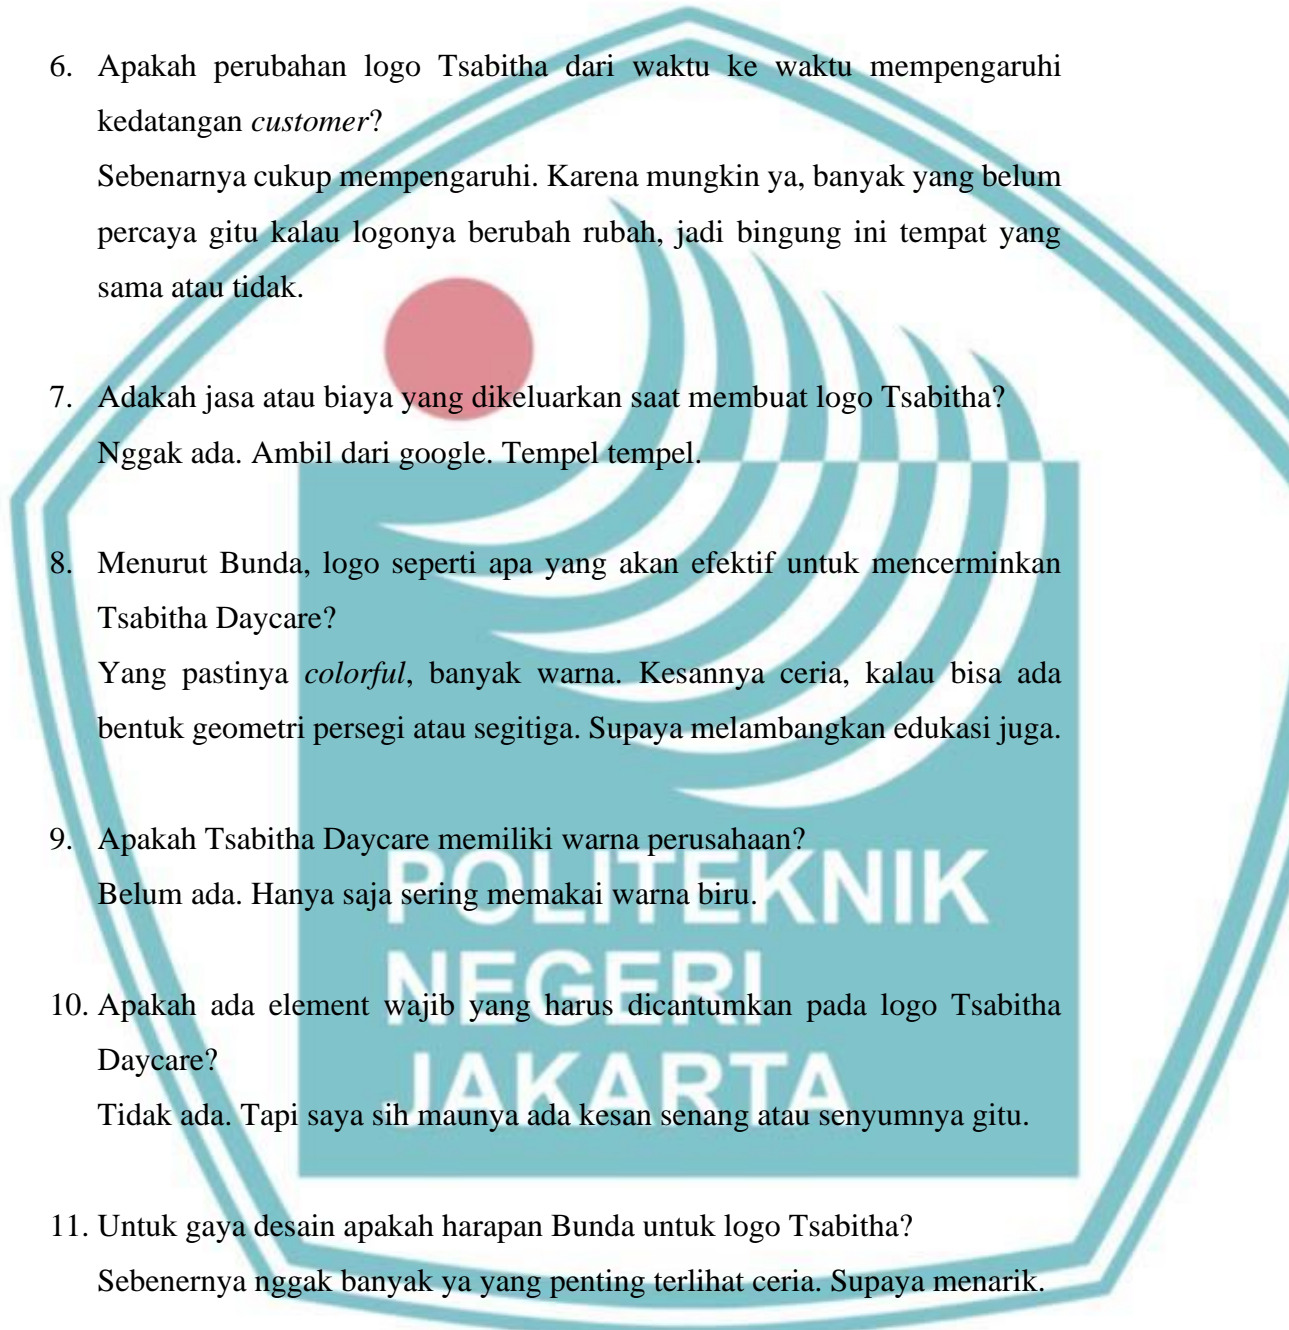 6. Apakah perubahan logo Tsabitha dari waktu ke waktu mempengaruhi
kedatangan customer?
Sebenarnya cukup mempengaruhi. Karena mungkin ya, banyak yang belum
percaya gitu kalau logonya berubah rubah, jadi bingung ini tempat yang
sama atau tidak.
7. Adakah jasa atau biaya yang dikeluarkan saat membuat logo Tsabitha?
Nggak ada. Ambil dari google. Tempel tempel.
8. Menurut Bunda, logo seperti apa yang akan efektif untuk mencerminkan
Tsabitha Daycare?
Yang pastinya colorful, banyak warna. Kesannya ceria, kalau bisa ada
bentuk geometri persegi atau segitiga. Supaya melambangkan edukasi juga.
9. Apakah Tsabitha Daycare memiliki warna perusahaan?
Belum ada. Hanya saja sering memakai warna biru.
10. Apakah ada element wajib yang harus dicantumkan pada logo Tsabitha
Daycare?
Tidak ada. Tapi saya sih maunya ada kesan senang atau senyumnya gitu.
11. Untuk gaya desain apakah harapan Bunda untuk logo Tsabitha?
Sebenernya nggak banyak ya yang penting terlihat ceria. Supaya menarik.
POLITEKNIK
NEGERI
JAKARTA